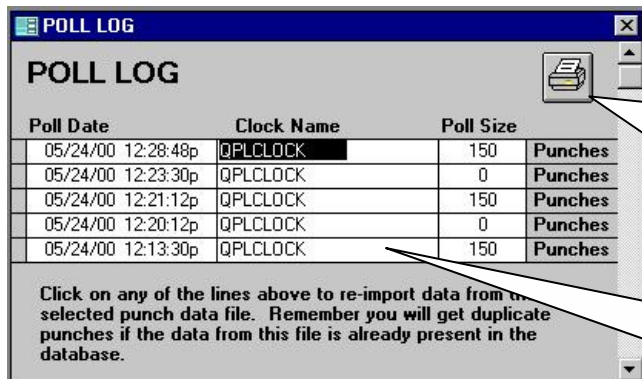 POLL LOG
POLL LOG
Poll Date Clock Name Poll Size
05/24/00 12:28:48p QPLCLOCK 150 Punches
05/24/00 12:23:30p QPLCLOCK 0 Punches
05/24/00 12:21:12p QPLCLOCK 150 Punches
05/24/00 12:20:12p QPLCLOCK 0 Punches
05/24/00 12:13:30p QPLCLOCK 150 Punches
Click on any of the lines above to re-import data from the
selected punch data file. Remember you will get duplicate
punches if the data from this file is already present in the
database.